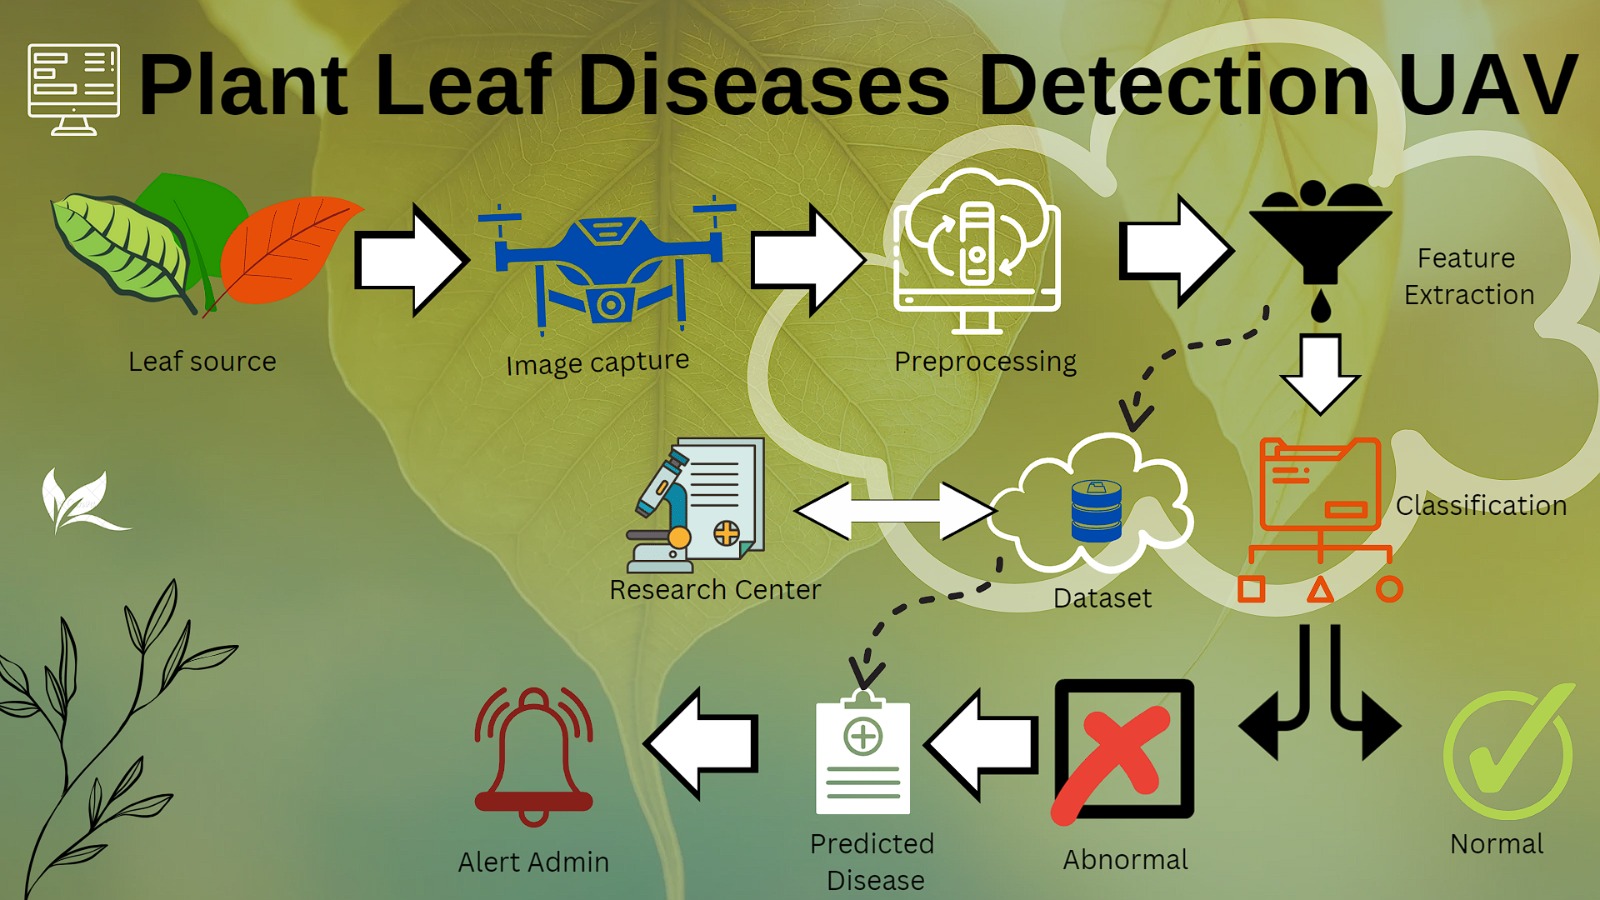 Plant Leaf Diseases Detection UAV
Leaf source
Image capture
Preprocessing
Feature
Extraction
Research Center
Dataset
Classification
Alert Admin
Predicted
Disease
Abnormal
Normal